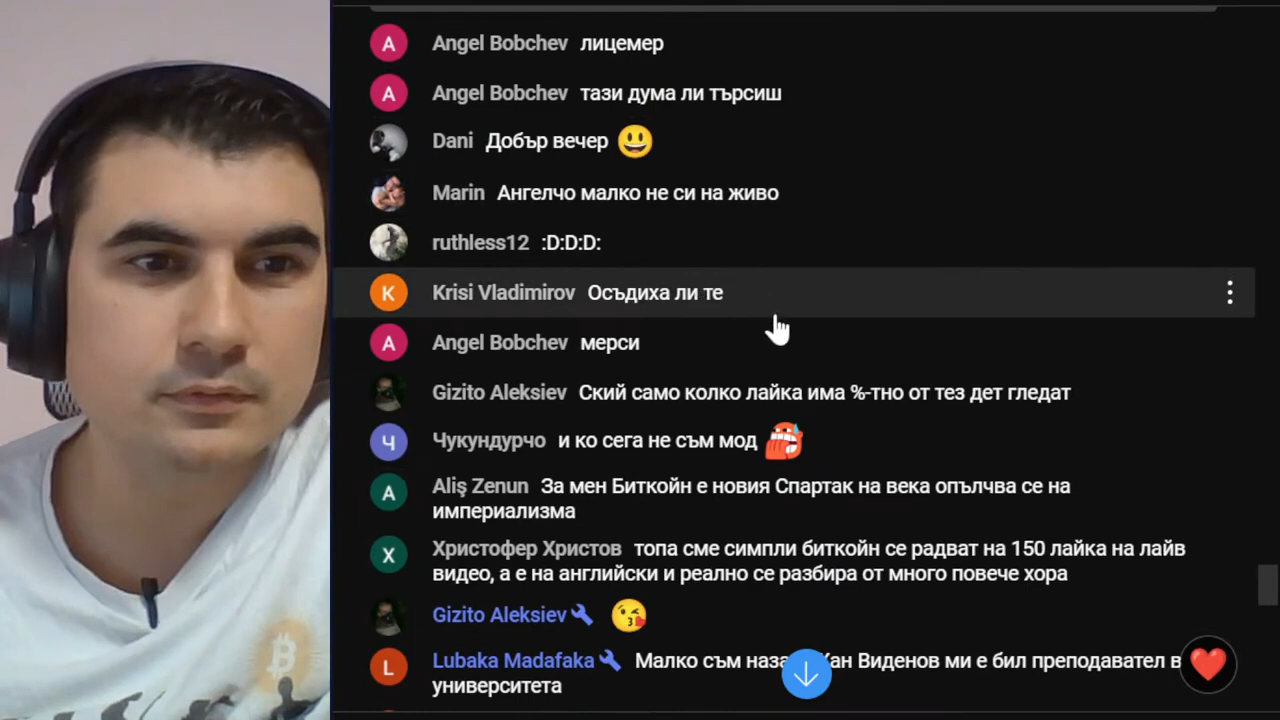 A Angel Bobchev лицемер
A Angel Bobchev тази дума ли търсиш
Dani Добър вечер
Marin Ангелчо малко не си на живо
ruthless12 :D:D:D:
K Krisi Vladimirov Осъдиха ли те
A Angel Bobchev мерси
Gizito Aleksiev Ский само колко лайка има %-тно от тез дет гледат
Ч Чукундурчо и ко сега не съм мод
A Aliş Zenun За мен Биткойн е новия Спартак на века опълчва се на
империализма
X Христофер Христов топа сме симпли биткойн се радват на 150 лайка на лайв
видео, а е на английски и реално се разбира от много повече хора
Gizito Aleksiev
L Lubaka Madafaka Малко съм Виденов ми е бил преподавател в
университета